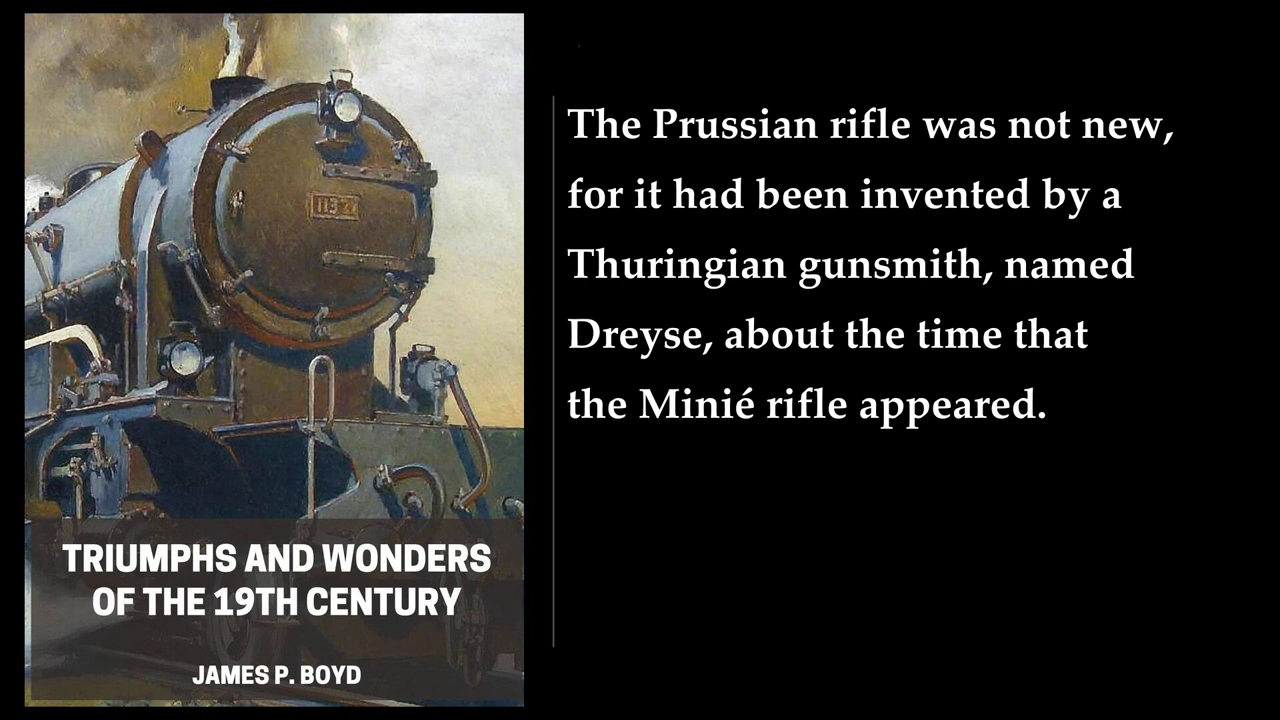 The Prussian rifle was not new,
for it had been invented by a
Thuringian gunsmith, named
Dreyse, about the time that
the Minié rifle appeared.
TRIUMPHS AND WONDERS
OF THE 19TH CENTURY
JAMES P. BOYD